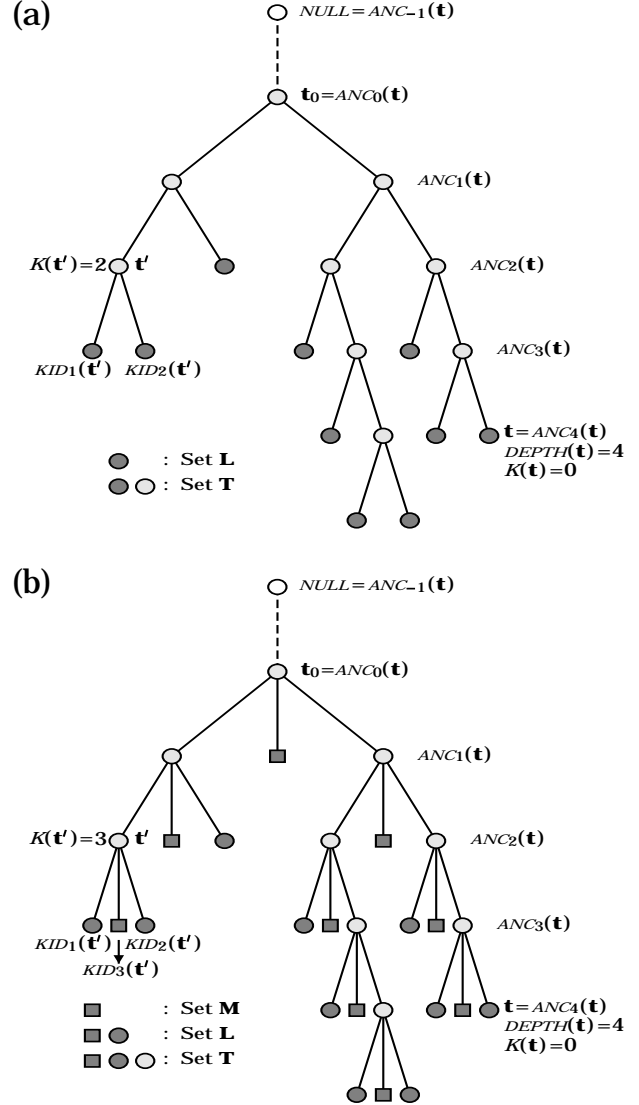 (a)
NULL=ANC₋₁(t)
t₀=ANC₀(t)
ANC₁(t)
K(t′)=2 t′
ANC₂(t)
KID₁(t′) KID₂(t′)
ANC₃(t)
t=ANC₄(t)
DEPTH(t)=4
K(t)=0
: Set L
: Set T
(b)
NULL=ANC₋₁(t)
t₀=ANC₀(t)
ANC₁(t)
K(t′)=3 t′
ANC₂(t)
KID₁(t′) KID₂(t′)
KID₃(t′)
ANC₃(t)
t=ANC₄(t)
DEPTH(t)=4
K(t)=0
: Set M
: Set L
: Set T